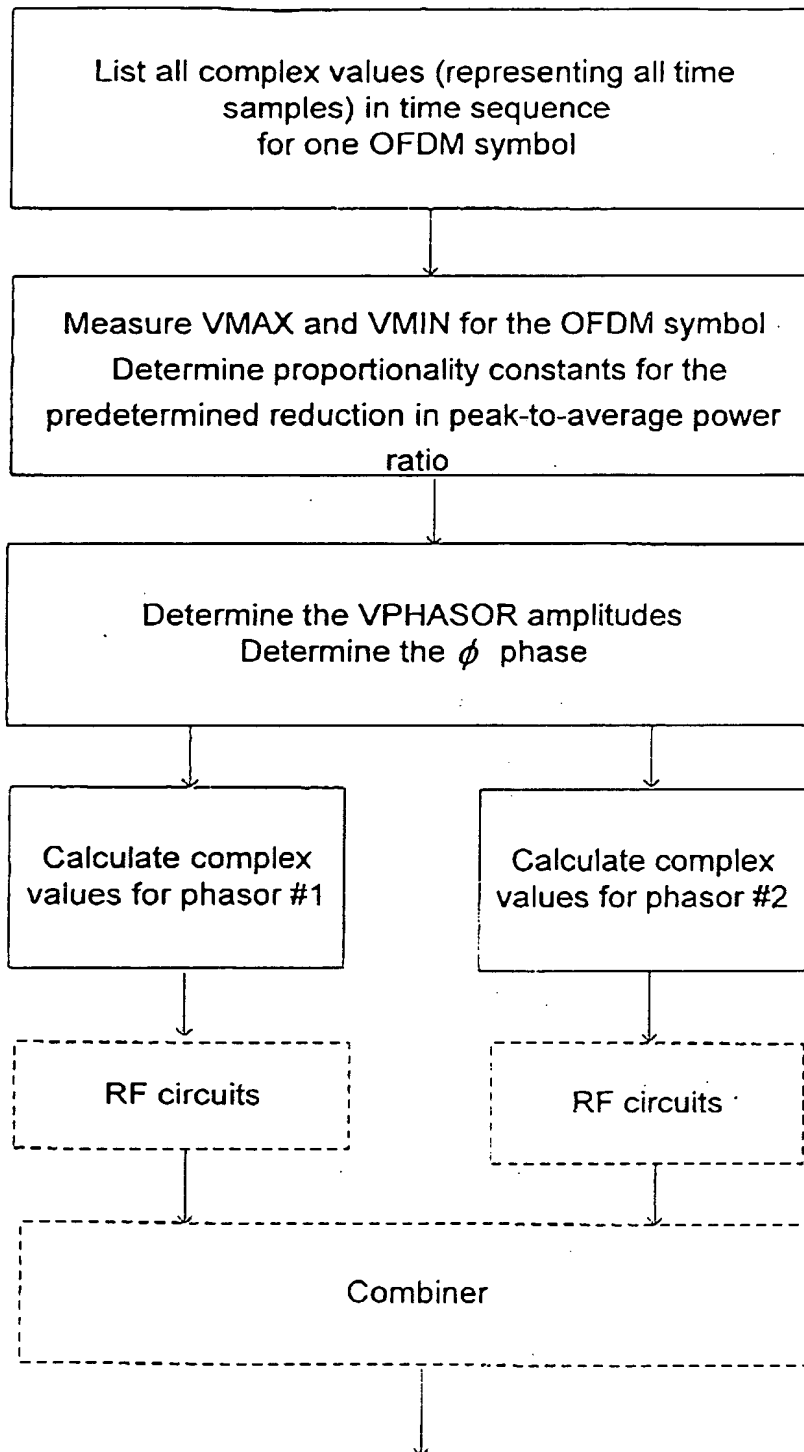 List all complex values (representing all time
samples) in time sequence
for one OFDM symbol
Measure VMAX and VMIN for the OFDM symbol
Determine proportionality constants for the
predetermined reduction in peak-to-average power
ratio
Determine the VPHASOR amplitudes
Determine the ϕ phase
Calculate complex
values for phasor #1
Calculate complex
values for phasor #2
RF circuits
RF circuits
Combiner